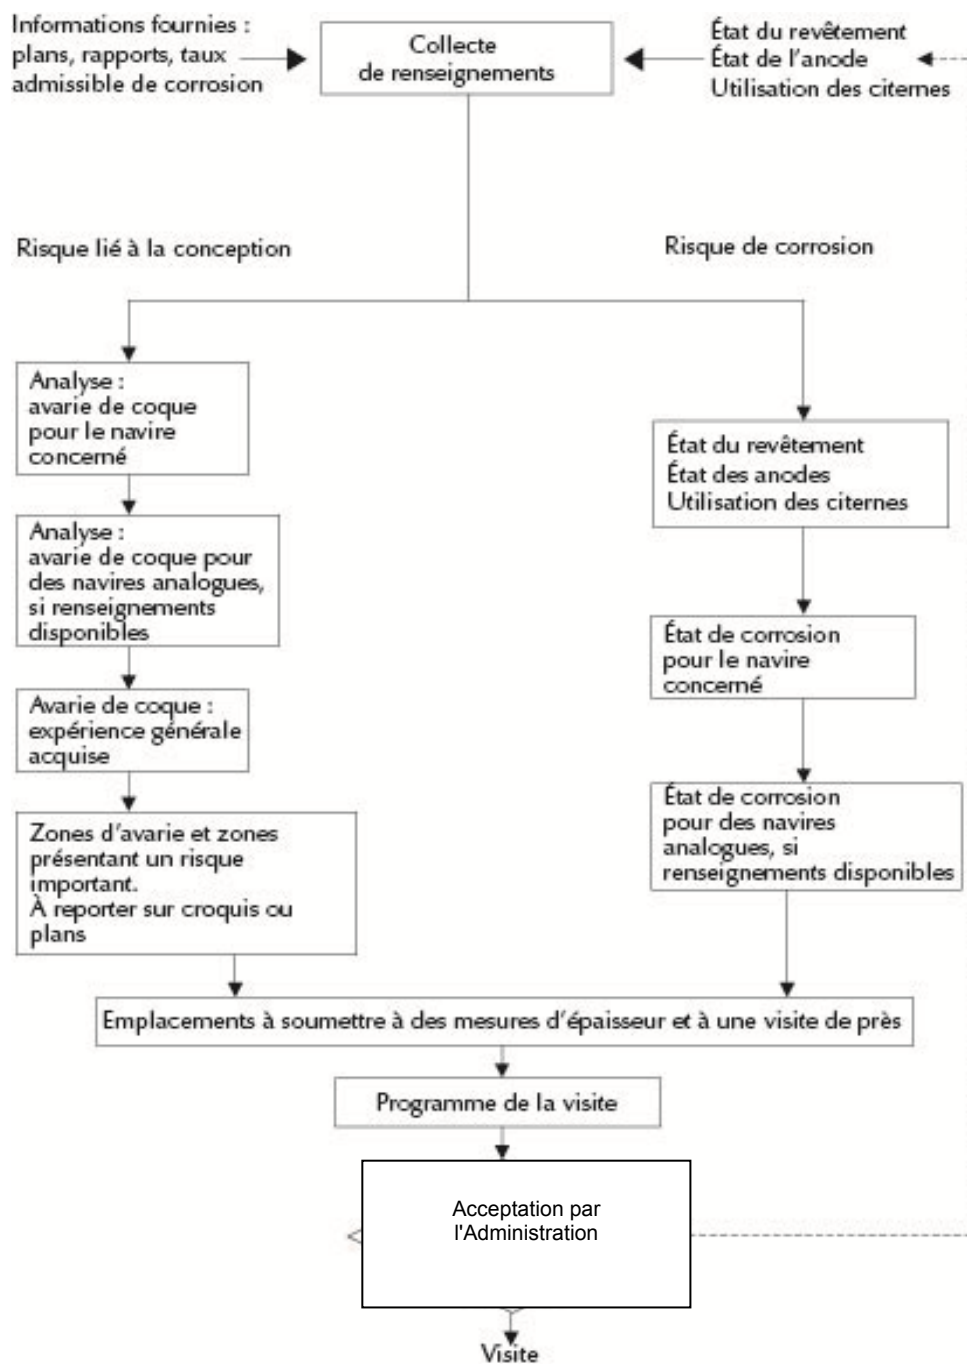 Informations fournies :
plans, rapports, taux
admissible de corrosion
Collecte
de renseignements
État du revêtement
État de l'anode
Utilisation des citernes
Risque lié à la conception
Risque de corrosion
Analyse :
avarie de coque
pour le navire
concerné
Analyse :
avarie de coque pour
des navires analogues,
si renseignements
disponibles
Avarie de coque :
expérience générale
acquise
Zones d'avarie et zones
présentant un risque
important.
À reporter sur croquis ou
plans
État du revêtement
État des anodes
Utilisation des citernes
État de corrosion
pour le navire
concerné
État de corrosion
pour des navires
analogues, si
renseignements disponibles
Emplacements à soumettre à des mesures d'épaisseur et à une visite de près
Programme de la visite
Acceptation par
l'Administration
Visite